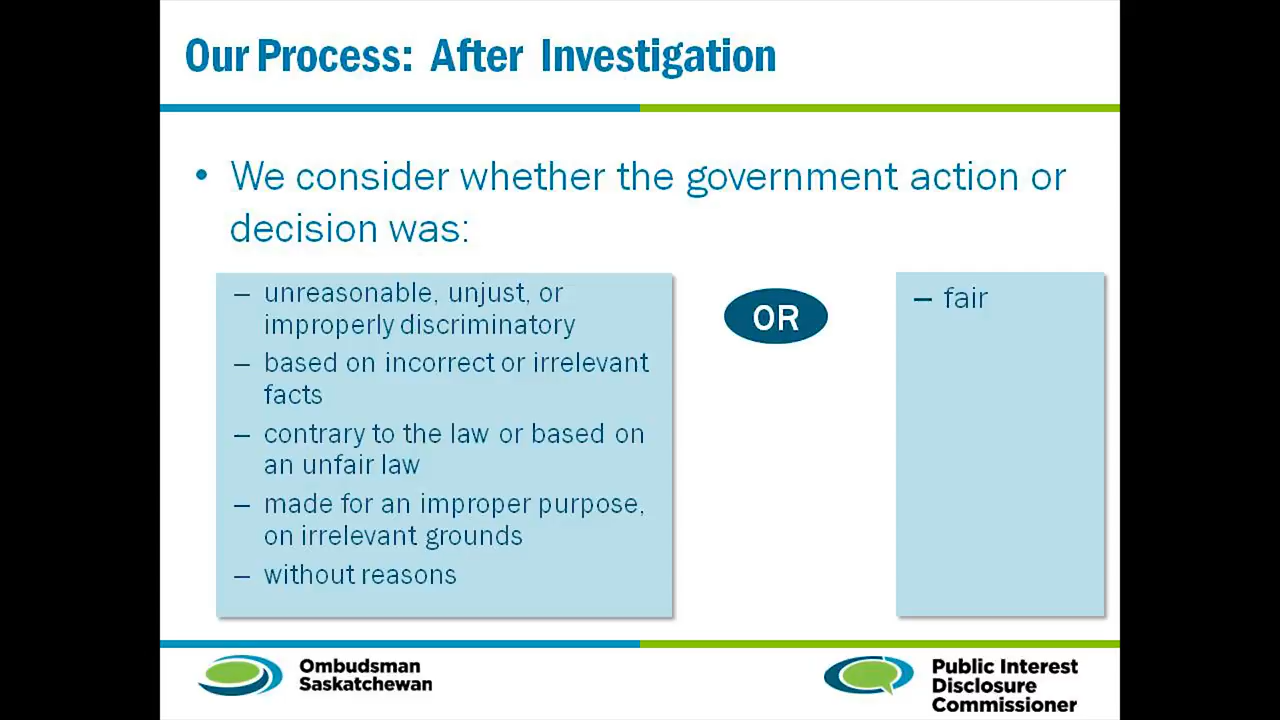 Our Process: After Investigation
• We consider whether the government action or
decision was:
– unreasonable, unjust, or
improperly discriminatory
– based on incorrect or irrelevant
facts
– contrary to the law or based on
an unfair law
– made for an improper purpose,
on irrelevant grounds
– without reasons
OR
– fair
Ombudsman
Saskatchewan
Public Interest
Disclosure
Commissioner